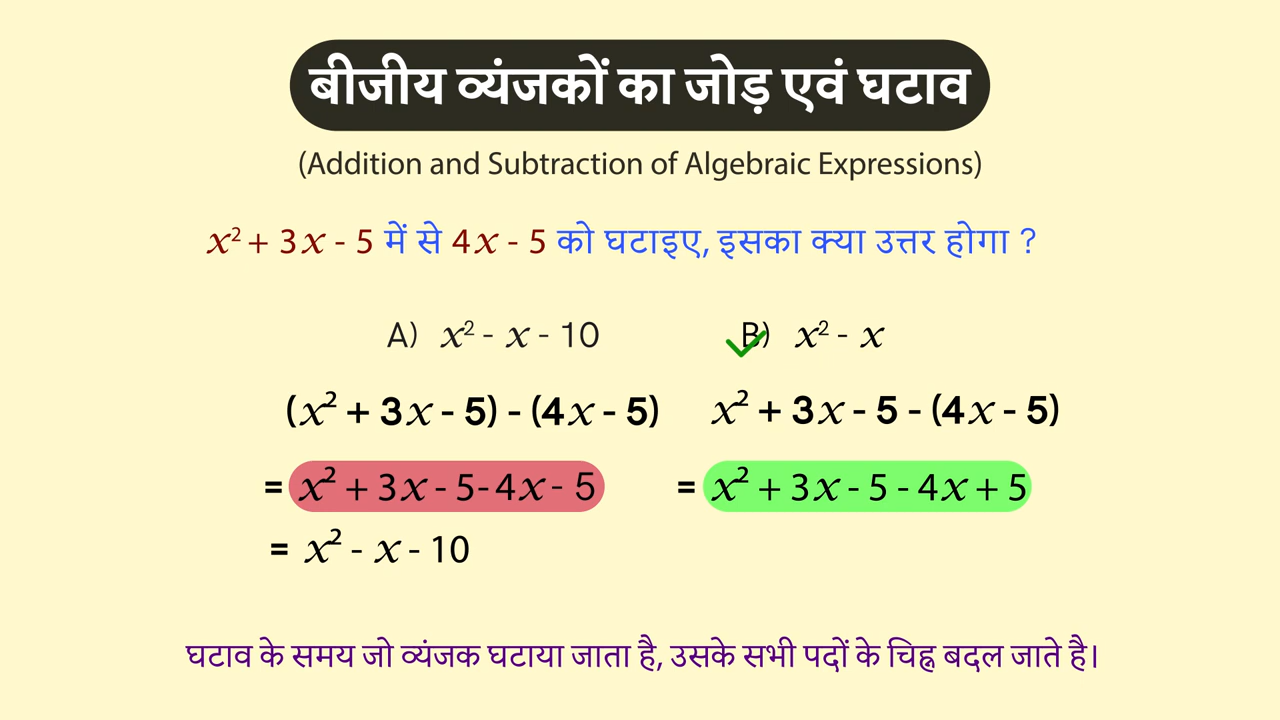 बीजीय व्यंजकों का जोड़ एवं घटाव
(Addition and Subtraction of Algebraic Expressions)
x² + 3x - 5 में से 4x - 5 को घटाइए, इसका क्या उत्तर होगा ?
A) x² - x - 10 B) x² - x
(x² + 3x - 5) - (4x - 5) x² + 3x - 5 - (4x - 5)
= x² + 3x - 5 - 4x - 5 = x² + 3x - 5 - 4x + 5
= x² - x - 10
घटाव के समय जो व्यंजक घटाया जाता है, उसके सभी पदों के चिह्न बदल जाते है।